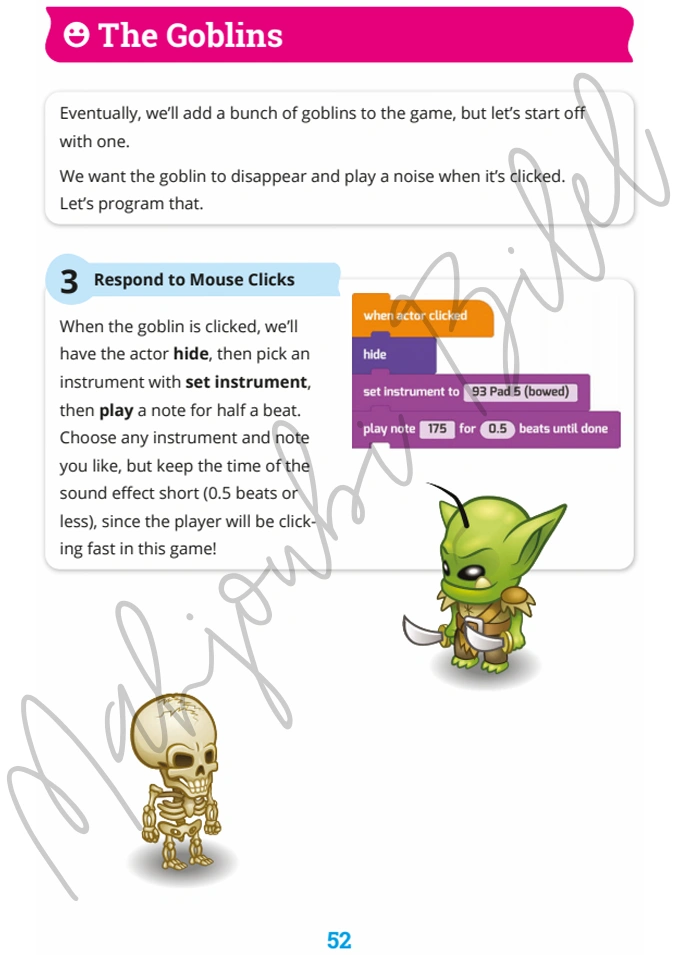 The Goblins
Eventually, we'll add a bunch of goblins to the game, but let's start off
with one.
We want the goblin to disappear and play a noise when it's clicked.
Let's program that.
3 Respond to Mouse Clicks
When the goblin is clicked, we'll
have the actor hide, then pick an
instrument with set instrument,
then play a note for half a beat.
Choose any instrument and note
you like, but keep the time of the
sound effect short (0.5 beats or
less), since the player will be click-
ing fast in this game!
when actor clicked
hide
set instrument to 93 Pad 5 (bowed)
play note 175 for 0.5 beats until done
Mahjoubi Bilel
52